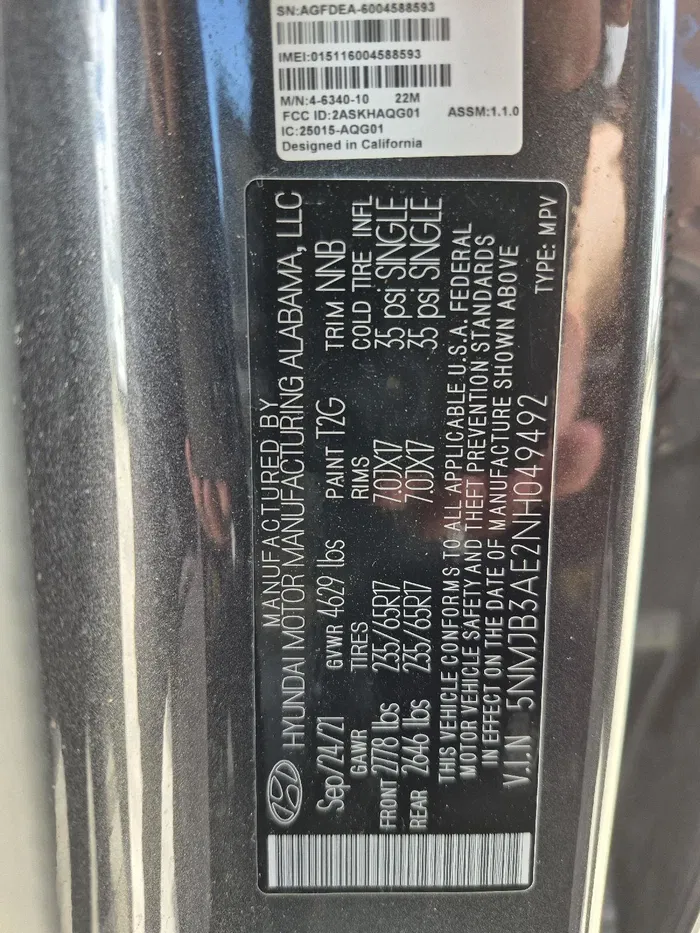 SN:AGFDEA-6004588593
IMEI:015116004588593
M/N:4-6340-10 22M
FCC ID:2ASKHAQG01 ASSM:1.1.0
IC:25015-AQG01
Designed in California
MANUFACTURED BY
HYUNDAI MOTOR MANUFACTURING ALABAMA, LLC
Sep/24/21 GVWR 4629 lbs PAINT T2G TRIM NNB
GAWR TIRES RIMS COLD TIRE INFL
FRONT 2778 lbs 235/65R17 7.0JX17 35 psi SINGLE
REAR 2646 lbs 235/65R17 7.0JX17 35 psi SINGLE
THIS VEHICLE CONFORMS TO ALL APPLICABLE U.S.A. FEDERAL
MOTOR VEHICLE SAFETY AND THEFT PREVENTION STANDARDS
IN EFFECT ON THE DATE OF MANUFACTURE SHOWN ABOVE
V.I.N 5NMJB3AE2NH049492 TYPE: MPV